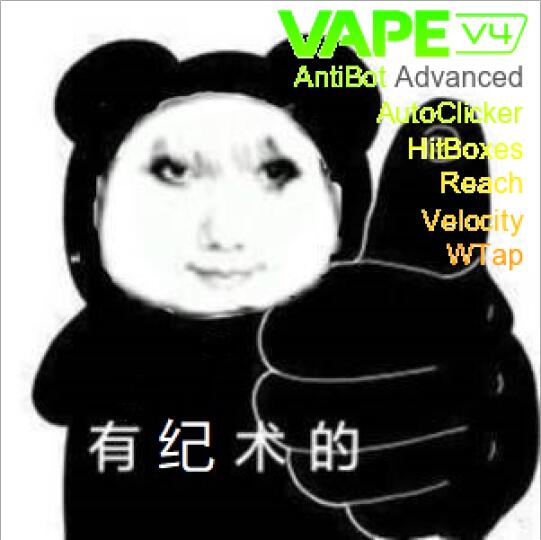 VAPE V4
AntiBot Advanced
AutoClicker
HitBoxes
Reach
Velocity
WTap
有纪术的